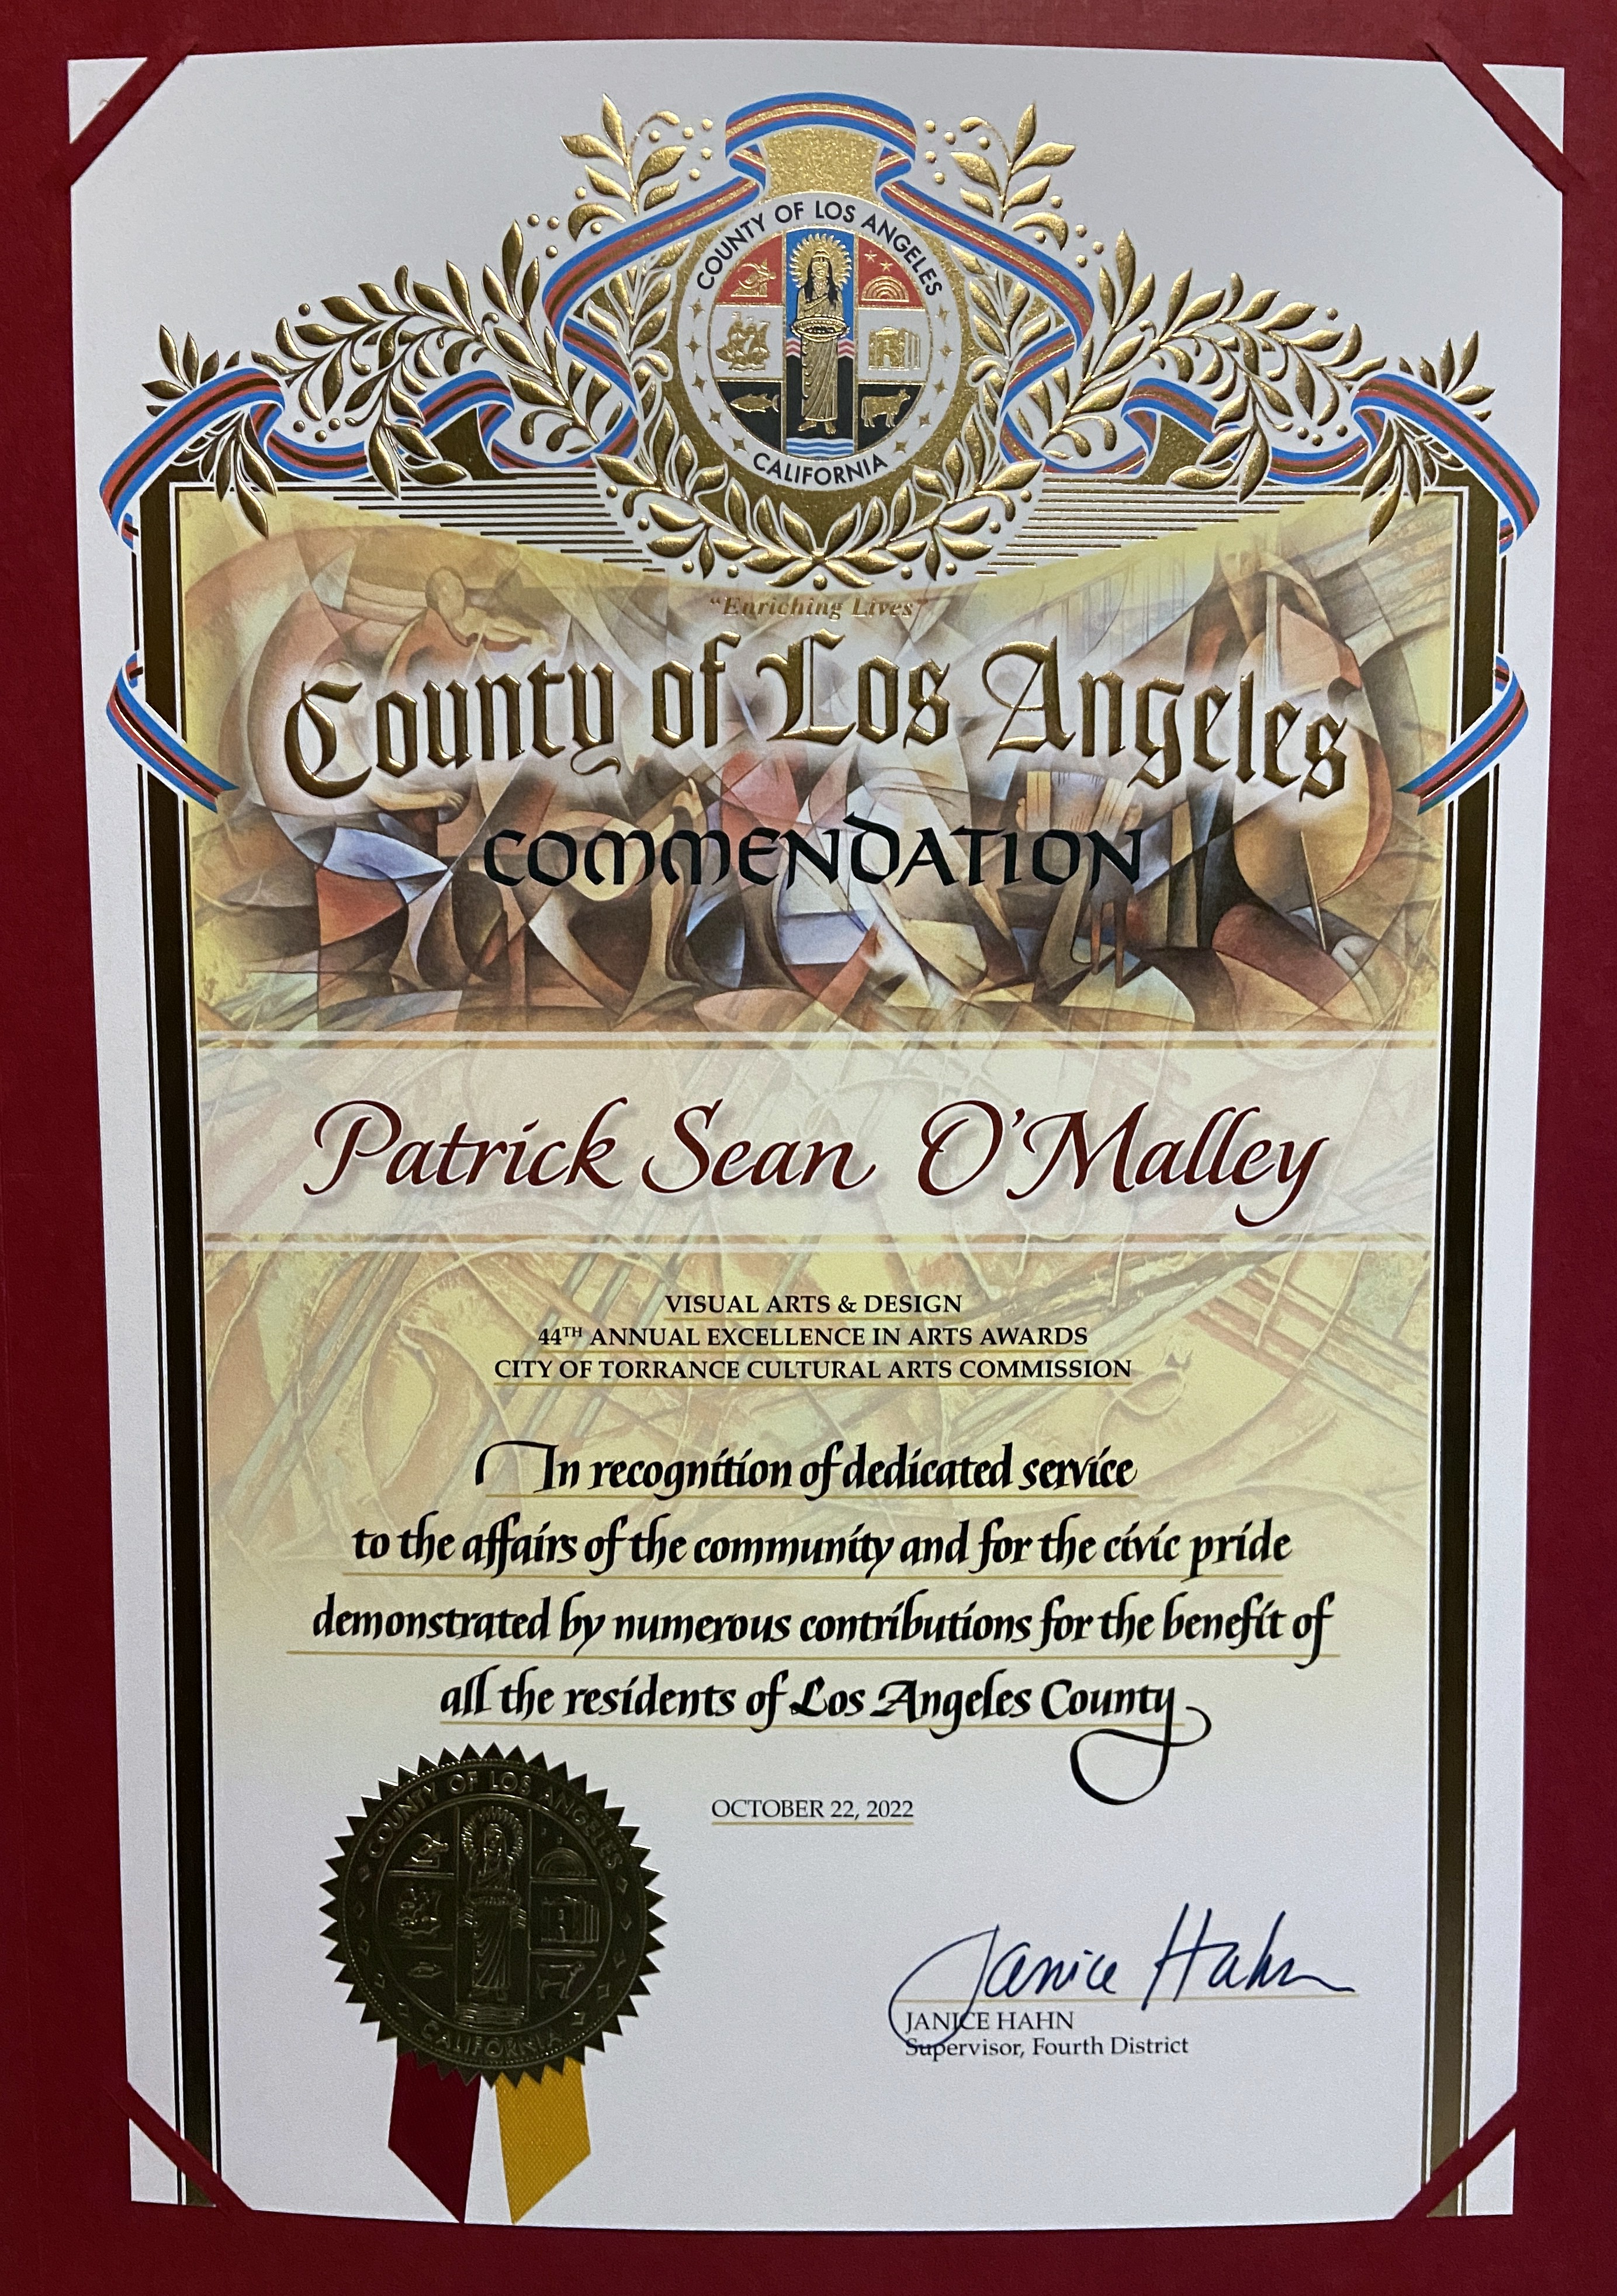 COUNTY OF LOS ANGELES
CALIFORNIA
"Enriching Lives"
County of Los Angeles
COMMENDATION
Patrick Sean O'Malley
VISUAL ARTS & DESIGN
44TH ANNUAL EXCELLENCE IN ARTS AWARDS
CITY OF TORRANCE CULTURAL ARTS COMMISSION
In recognition of dedicated service
to the affairs of the community and for the civic pride
demonstrated by numerous contributions for the benefit of
all the residents of Los Angeles County
OCTOBER 22, 2022
COUNTY OF LOS ANGELES
CALIFORNIA
Janice Hahn
JANICE HAHN
Supervisor, Fourth District